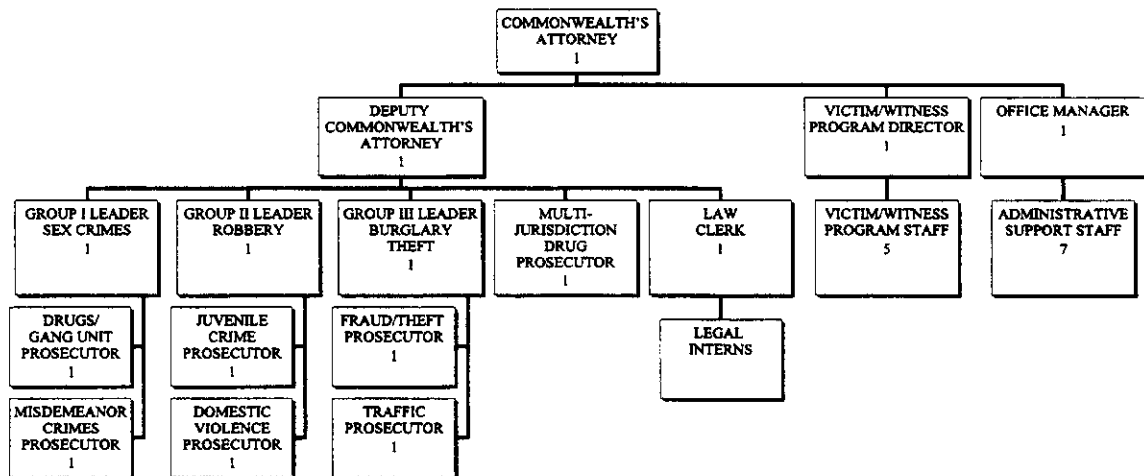 COMMONWEALTH'S
ATTORNEY
1
DEPUTY
COMMONWEALTH'S
ATTORNEY
1
VICTIM/WITNESS
PROGRAM DIRECTOR
1
OFFICE MANAGER
1
GROUP I LEADER
SEX CRIMES
1
GROUP II LEADER
ROBBERY
1
GROUP III LEADER
BURGLARY
THEFT
1
MULTI-
JURISDICTION
DRUG
PROSECUTOR
1
LAW
CLERK
1
VICTIM/WITNESS
PROGRAM STAFF
5
ADMINISTRATIVE
SUPPORT STAFF
7
DRUGS/
GANG UNIT
PROSECUTOR
1
JUVENILE
CRIME
PROSECUTOR
1
FRAUD/THEFT
PROSECUTOR
1
LEGAL
INTERNS
MISDEMEANOR
CRIMES
PROSECUTOR
1
DOMESTIC
VIOLENCE
PROSECUTOR
1
TRAFFIC
PROSECUTOR
1